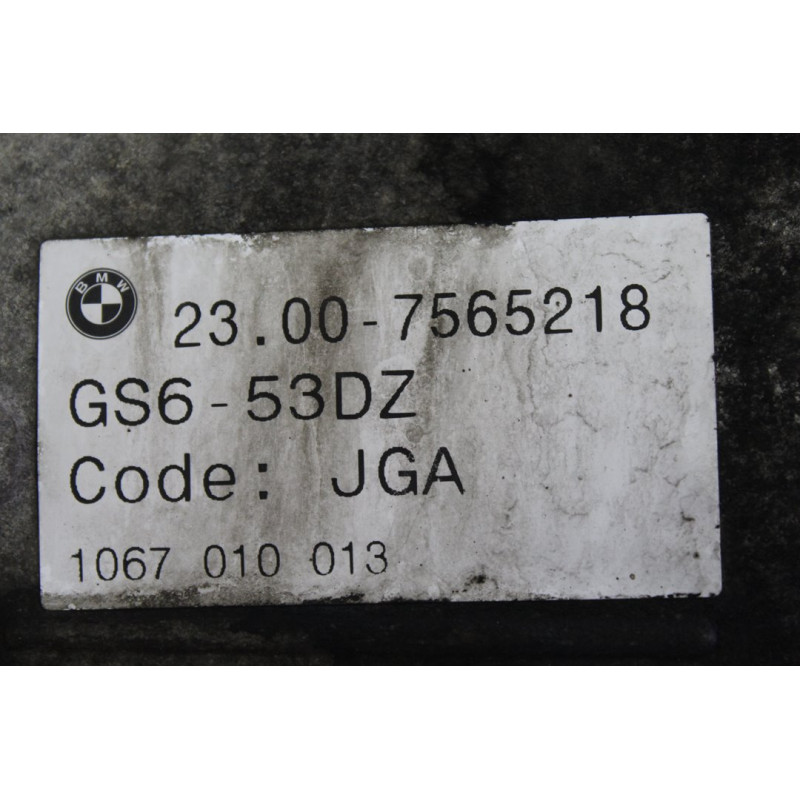 BMW
23.00-7565218
GS6-53DZ
Code: JGA
1067 010 013